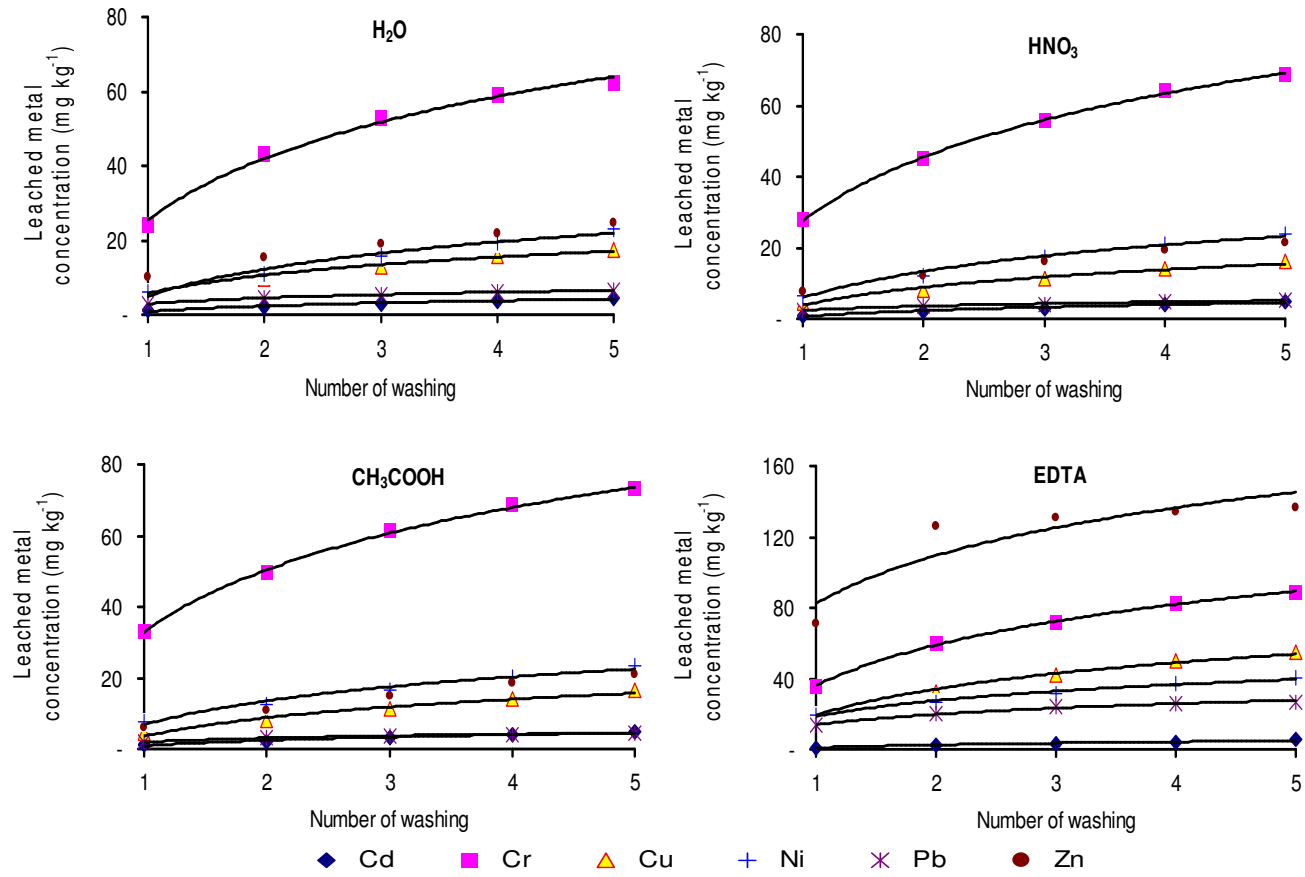 H₂O
Leached metal
concentration (mg kg⁻¹)
80
60
40
20
-
1 2 3 4 5
Number of washing
HNO₃
Leached metal
concentration (mg kg⁻¹)
80
60
40
20
-
1 2 3 4 5
Number of washing
CH₃COOH
Leached metal
concentration (mg kg⁻¹)
80
60
40
20
-
1 2 3 4 5
Number of washing
EDTA
Leached metal
concentration (mg kg⁻¹)
160
120
80
40
-
1 2 3 4 5
Number of washing
Cd Cr Cu Ni Pb Zn